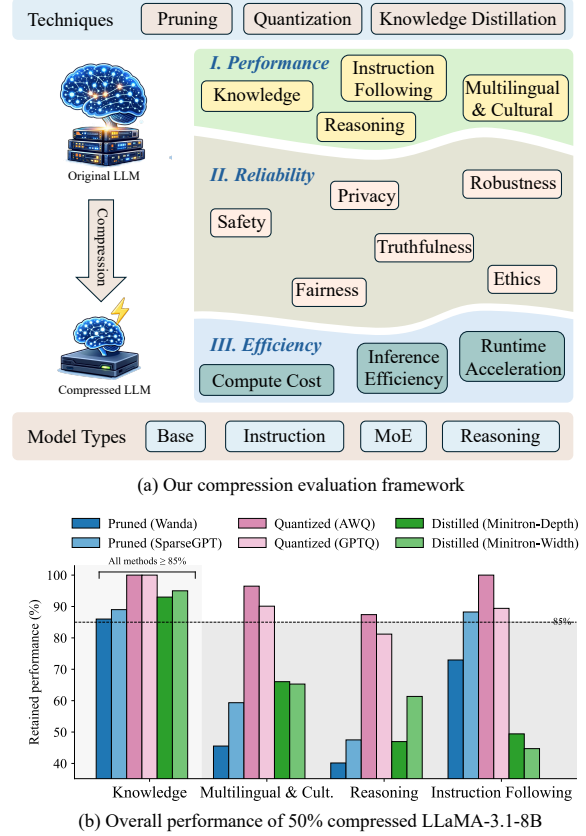 Techniques
Pruning
Quantization
Knowledge Distillation
Original LLM
Compression
Compressed LLM
I. Performance
Knowledge
Instruction
Following
Reasoning
Multilingual
& Cultural
II. Reliability
Privacy
Robustness
Safety
Truthfulness
Fairness
Ethics
III. Efficiency
Compute Cost
Inference
Efficiency
Runtime
Acceleration
Model Types
Base
Instruction
MoE
Reasoning
(a) Our compression evaluation framework
Pruned (Wanda)
Pruned (SparseGPT)
Quantized (AWQ)
Quantized (GPTQ)
Distilled (Minitron-Depth)
Distilled (Minitron-Width)
All methods ≥ 85%
Retained performance (%)
100
90
80
70
60
50
40
85%
Knowledge
Multilingual & Cult.
Reasoning
Instruction Following
(b) Overall performance of 50% compressed LLaMA-3.1-8B